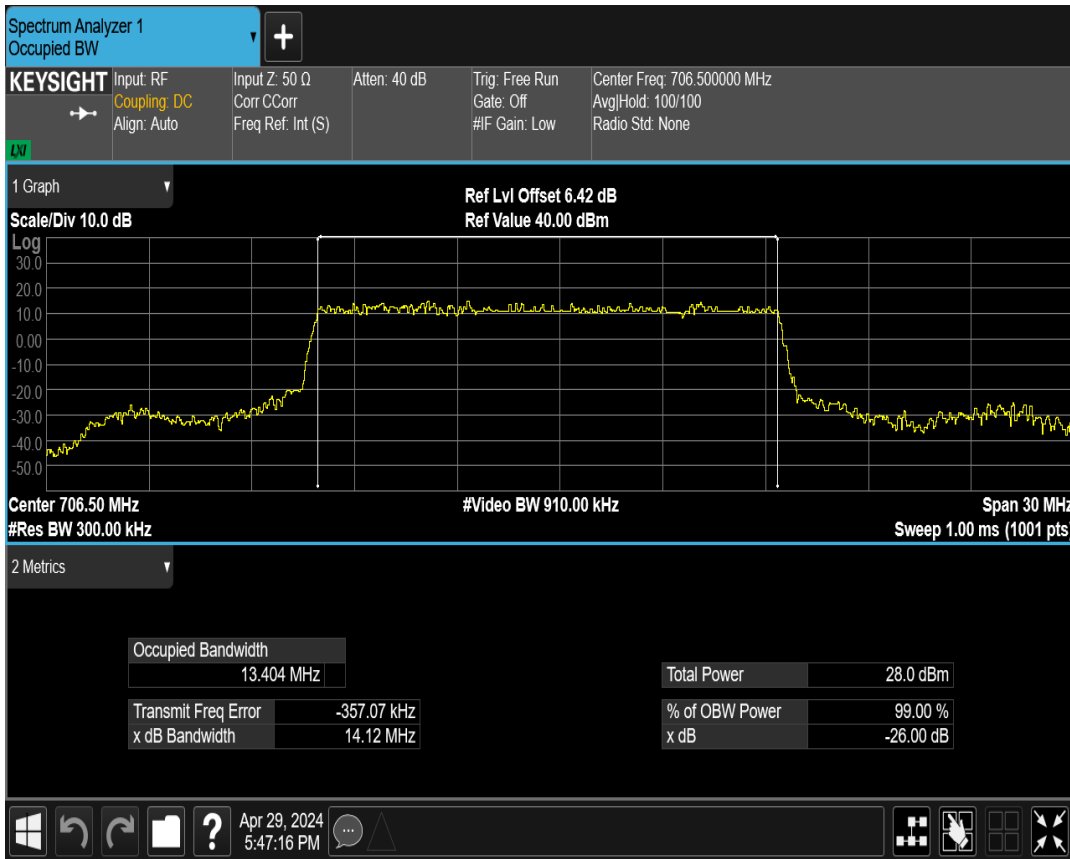 Spectrum Analyzer 1
Occupied BW
+
KEYSIGHT
LXI
Input: RF
Coupling: DC
Align: Auto
Input Z: 50 Ω
Corr CCorr
Freq Ref: Int (S)
Atten: 40 dB
Trig: Free Run
Gate: Off
#IF Gain: Low
Center Freq: 706.500000 MHz
Avg|Hold: 100/100
Radio Std: None
1 Graph
Scale/Div 10.0 dB
Ref Lvl Offset 6.42 dB
Ref Value 40.00 dBm
Log
30.0
20.0
10.0
0.00
-10.0
-20.0
-30.0
-40.0
-50.0
Center 706.50 MHz
#Video BW 910.00 kHz
Span 30 MHz
#Res BW 300.00 kHz
Sweep 1.00 ms (1001 pts)
2 Metrics
Occupied Bandwidth
13.404 MHz
Total Power 28.0 dBm
Transmit Freq Error -357.07 kHz
% of OBW Power 99.00 %
x dB Bandwidth 14.12 MHz
x dB -26.00 dB
?
Apr 29, 2024
5:47:16 PM